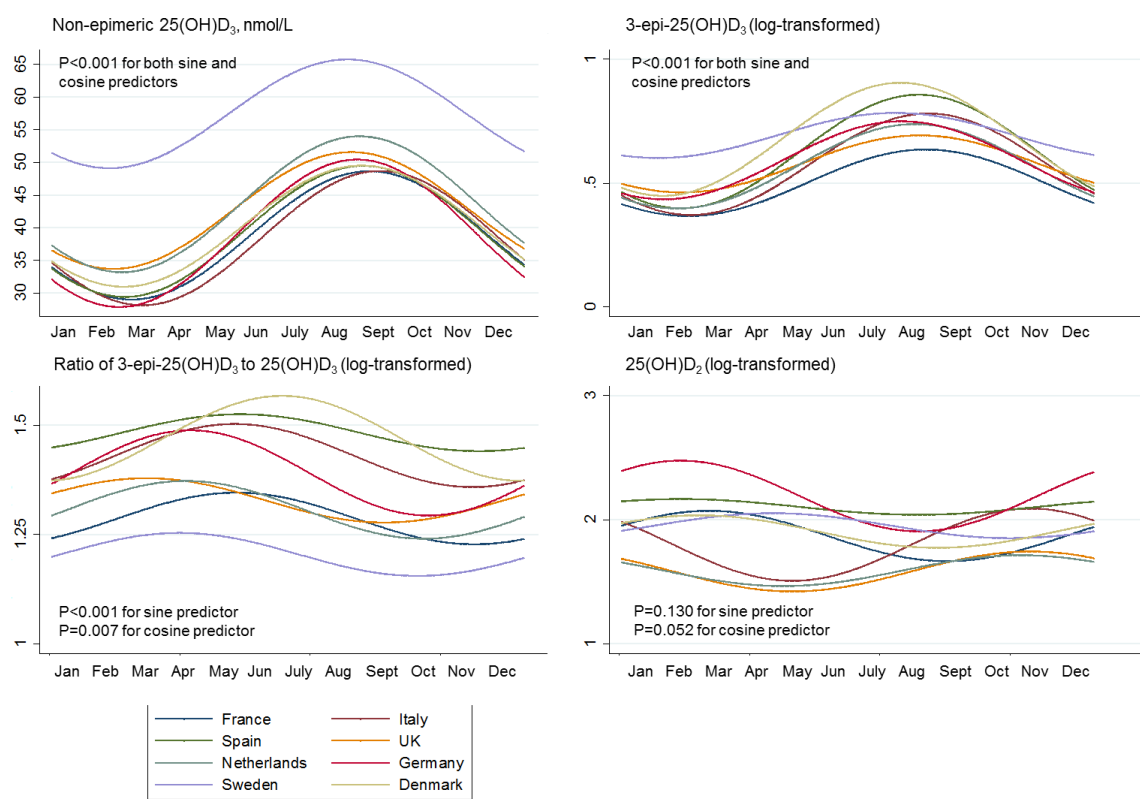 Non-epimeric 25(OH)D₃, nmol/L
P<0.001 for both sine and
cosine predictors
65
60
55
50
45
40
35
30
Jan Feb Mar Apr May Jun July Aug Sept Oct Nov Dec
3-epi-25(OH)D₃ (log-transformed)
P<0.001 for both sine and
cosine predictors
1
.5
0
Jan Feb Mar Apr May Jun July Aug Sept Oct Nov Dec
Ratio of 3-epi-25(OH)D₃ to 25(OH)D₃ (log-transformed)
1.5
1.25
1
P<0.001 for sine predictor
P=0.007 for cosine predictor
Jan Feb Mar Apr May Jun July Aug Sept Oct Nov Dec
25(OH)D₂ (log-transformed)
3
2
1
P=0.130 for sine predictor
P=0.052 for cosine predictor
Jan Feb Mar Apr May Jun July Aug Sept Oct Nov Dec
France Italy
Spain UK
Netherlands Germany
Sweden Denmark